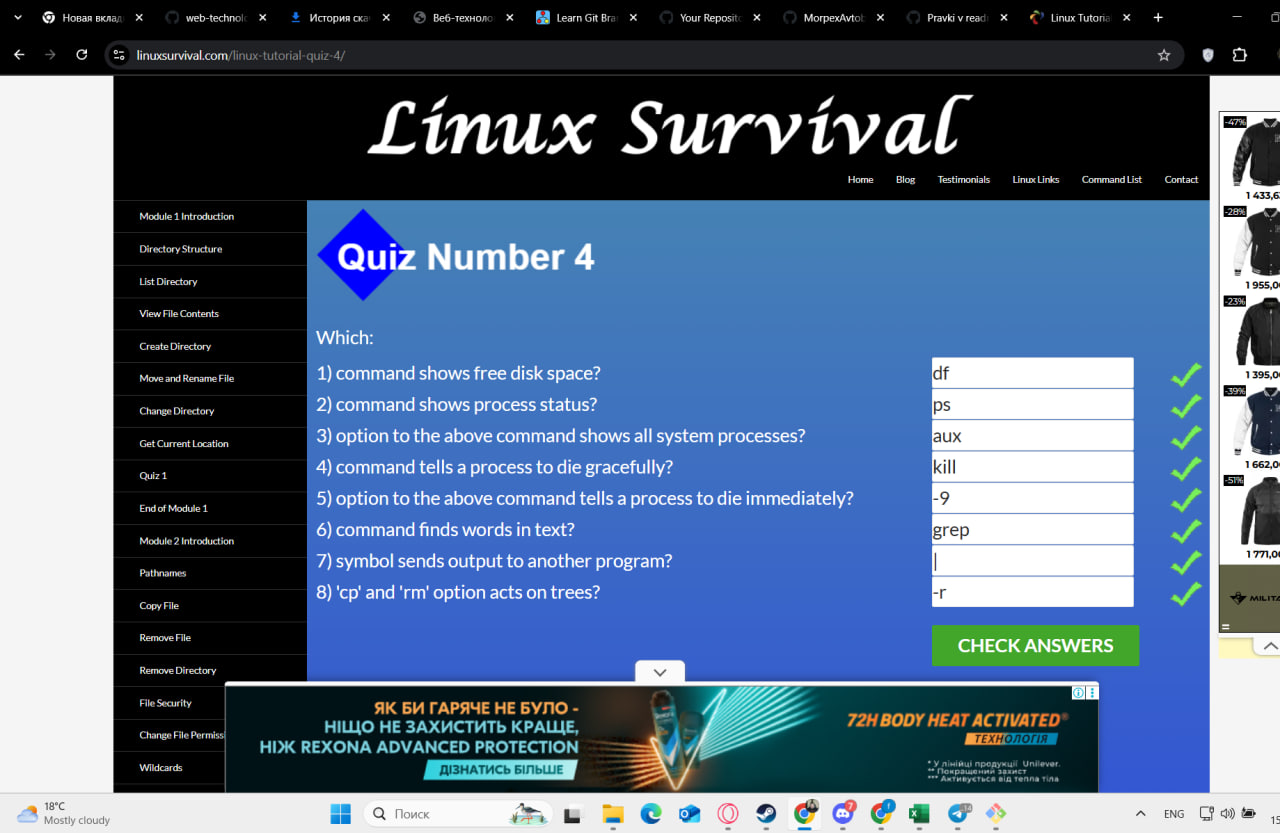 Новая вкладк
web-technol
История ска
Веб-техноло
Learn Git Bra
Your Reposito
MorpexAvtob
Pravki v read
Linux Tutoria
linuxsurvival.com/linux-tutorial-quiz-4/
Linux Survival
Home Blog Testimonials Linux Links Command List Contact
Module 1 Introduction
Directory Structure
List Directory
View File Contents
Create Directory
Move and Rename File
Change Directory
Get Current Location
Quiz 1
End of Module 1
Module 2 Introduction
Pathnames
Copy File
Remove File
Remove Directory
File Security
Change File Permissi
Wildcards
Quiz Number 4
Which:
1) command shows free disk space? df
2) command shows process status? ps
3) option to the above command shows all system processes? aux
4) command tells a process to die gracefully? kill
5) option to the above command tells a process to die immediately? -9
6) command finds words in text? grep
7) symbol sends output to another program? |
8) 'cp' and 'rm' option acts on trees? -r
CHECK ANSWERS
-47%
1 433,6
-28%
1 955,0
-23%
1 395,0
-39%
1 662,0
-51%
1 771,0
MILITA
ЯК БИ ГАРЯЧЕ НЕ БУЛО -
НІЩО НЕ ЗАХИСТИТЬ КРАЩЕ,
НІЖ REXONA ADVANCED PROTECTION
ДІЗНАТИСЬ БІЛЬШЕ
72H BODY HEAT ACTIVATED®
ТЕХНОЛОГІЯ
* У лінійці продукції Unilever.
** Покращений захист
*** Активується від тепла тіла
18°C
Mostly cloudy
Поиск
7
14
ENG
15